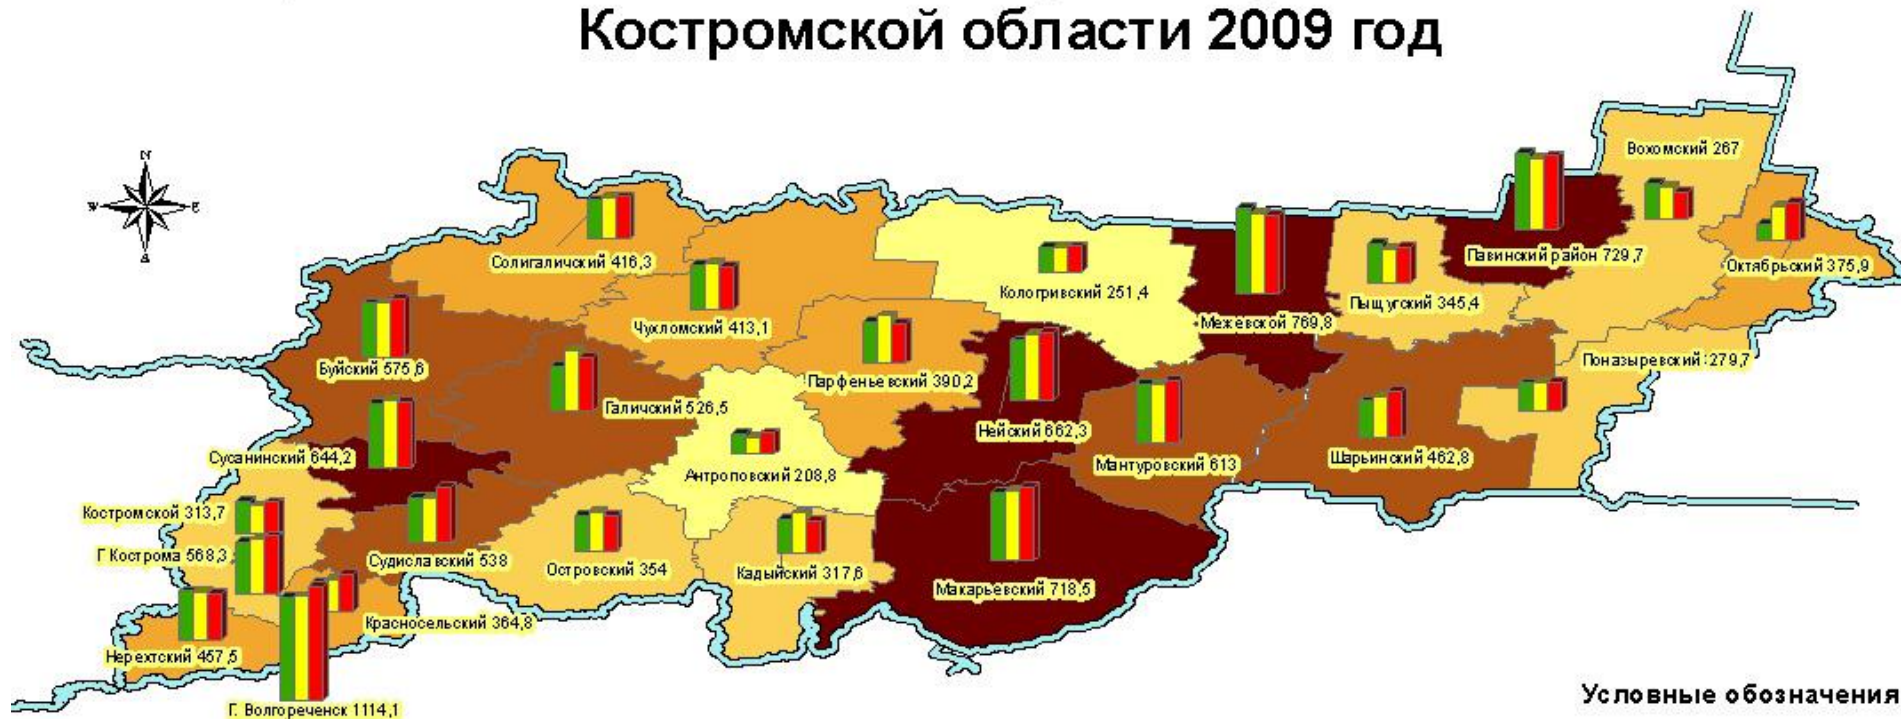 Костромской области 2009 год
N
W
E
S
Вохомский 267
Солигаличский 416,3
Павинский район 729,7
Октябрьский 375,9
Кологривский 251,4
Пыщугский 345,4
Чухломский 413,1
Межевской 769,8
Буйский 575,6
Парфеньевский 390,2
Поназыревский 279,7
Галичский 526,5
Нейский 662,3
Сусанинский 644,2
Антроповский 208,8
Мантуровский 613
Шарьинский 462,8
Костромской 313,7
Г Кострома 568,3
Судиславский 538
Островский 354
Кадыйский 317,6
Макарьевский 718,5
Красносельский 364,8
Нерехтский 457,5
Г. Волгореченск 1114,1
Условные обозначения